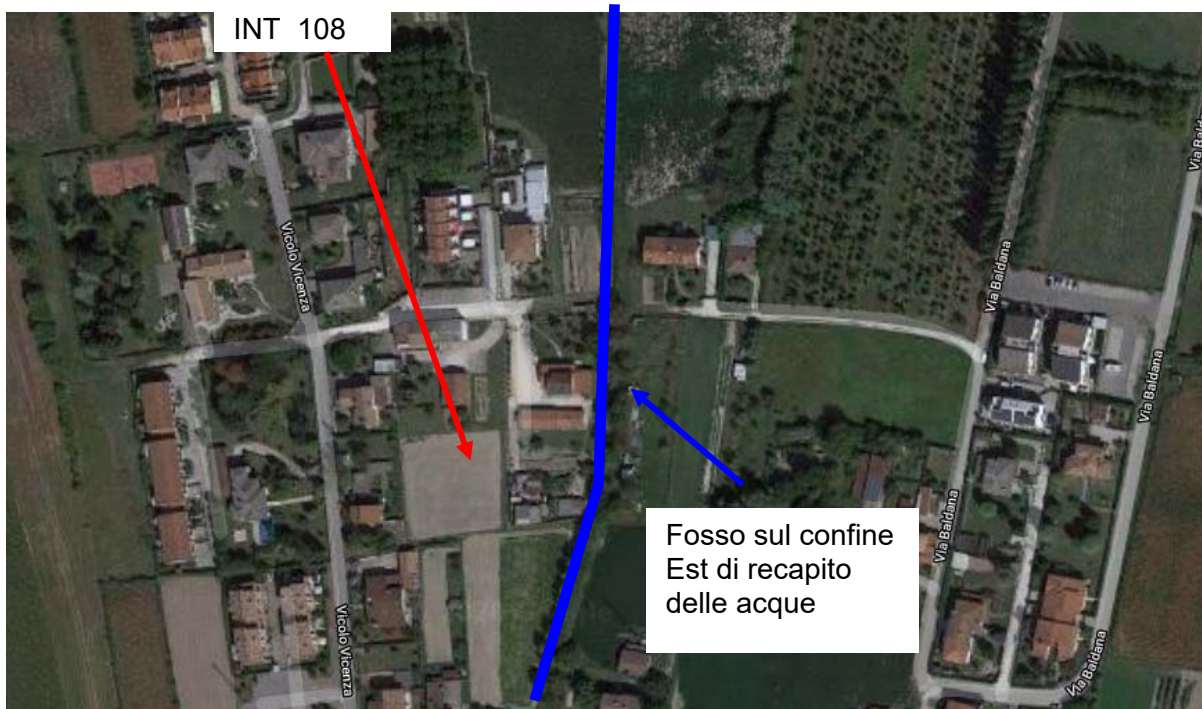 INT 108
Via Baldana
Vicolo Vicenza
Via Baldana
Via Baldana
Fosso sul confine
Est di recapito
delle acque
Via Baldana
Vicolo Vicenza
Via Baldana